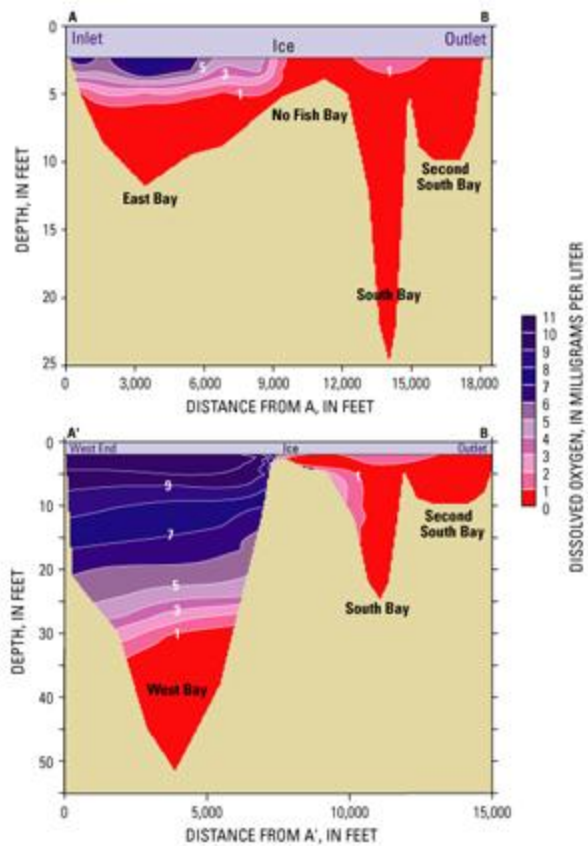 A
B
0
Inlet
Ice
Outlet
5
3
1
1
5
No Fish Bay
10
East Bay
Second
South Bay
15
20
South Bay
25
DEPTH, IN FEET
0
3,000
6,000
9,000
12,000
15,000
18,000
DISTANCE FROM A, IN FEET
A'
B
0
West End
Ice
Outlet
9
1
10
7
Second
South Bay
20
5
3
South Bay
30
1
West Bay
40
50
DEPTH, IN FEET
0
5,000
10,000
15,000
DISTANCE FROM A', IN FEET
11
10
9
8
7
6
5
4
3
2
1
0
DISSOLVED OXYGEN, IN MILLIGRAMS PER LITER